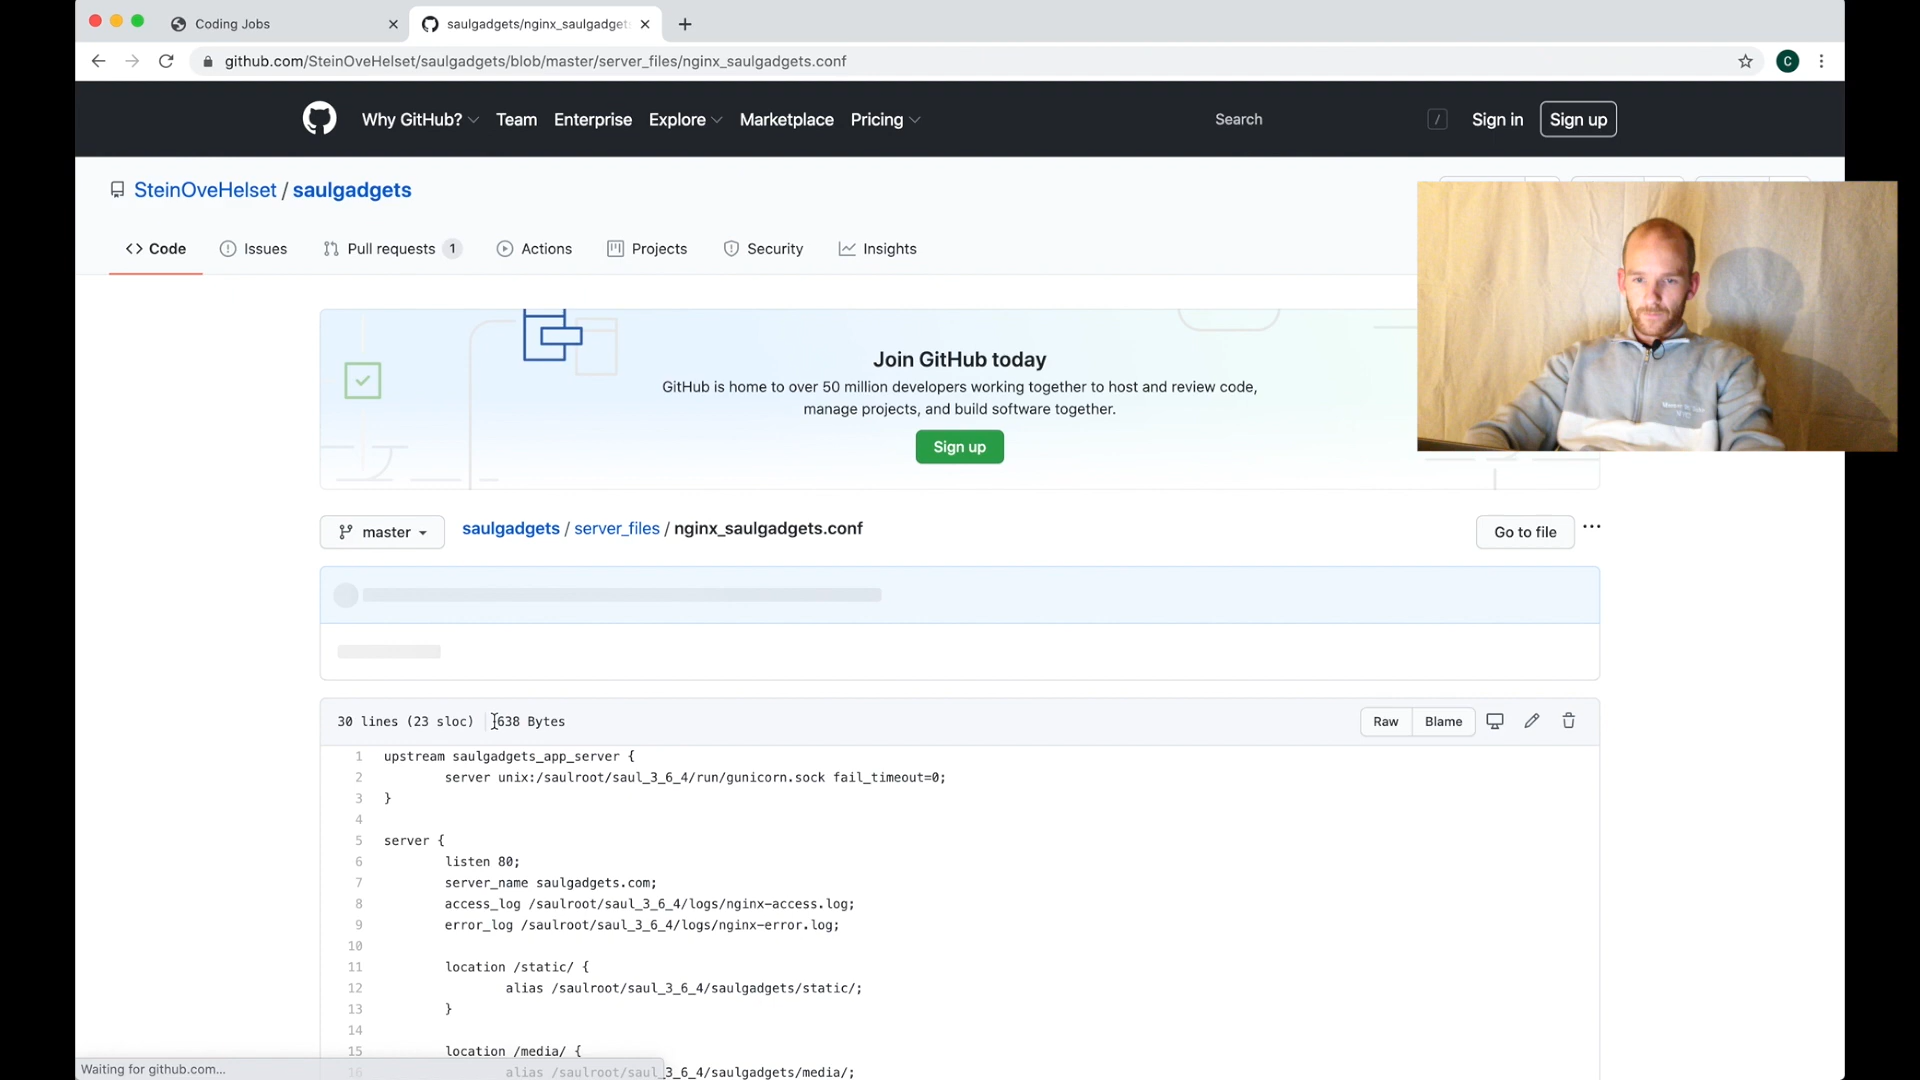 Coding Jobs
saulgadgets/nginx_saulgadgets
github.com/SteinOveHelset/saulgadgets/blob/master/server_files/nginx_saulgadgets.conf
C
Why GitHub? Team Enterprise Explore Marketplace Pricing Search / Sign in Sign up
SteinOveHelset / saulgadgets
Code Issues Pull requests 1 Actions Projects Security Insights
Join GitHub today
GitHub is home to over 50 million developers working together to host and review code,
manage projects, and build software together.
Sign up
master saulgadgets / server_files / nginx_saulgadgets.conf Go to file ...
30 lines (23 sloc) 638 Bytes Raw Blame
1 upstream saulgadgets_app_server {
2 server unix:/saulroot/saul_3_6_4/run/gunicorn.sock fail_timeout=0;
3 }
4
5 server {
6 listen 80;
7 server_name saulgadgets.com;
8 access_log /saulroot/saul_3_6_4/logs/nginx-access.log;
9 error_log /saulroot/saul_3_6_4/logs/nginx-error.log;
10
11 location /static/ {
12 alias /saulroot/saul_3_6_4/saulgadgets/static/;
13 }
14
15 location /media/ {
16 alias /saulroot/saul_3_6_4/saulgadgets/media/;
Waiting for github.com...